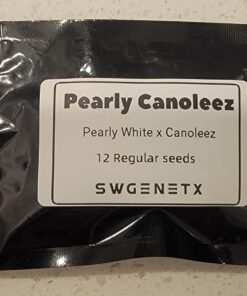 Pearly Canoleez
Pearly White x Canoleez
12 Regular seeds
SWGENETX